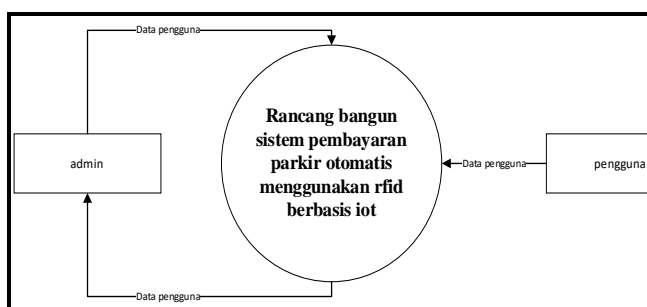 Data pengguna
Rancang bangun
sistem pembayaran
parkir otomatis
menggunakan rfid
berbasis iot
admin
Data pengguna
pengguna
Data pengguna